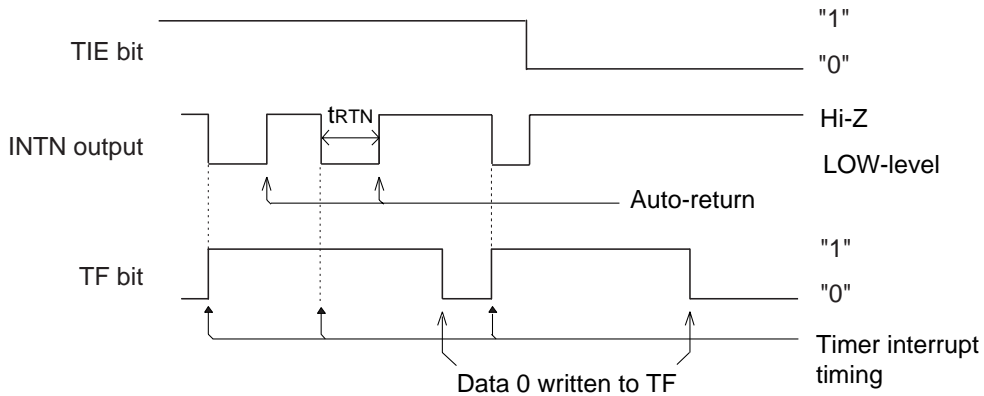 "1"
TIE bit
"0"
tRTN
Hi-Z
INTN output
LOW-level
Auto-return
"1"
TF bit
"0"
Timer interrupt
timing
Data 0 written to TF